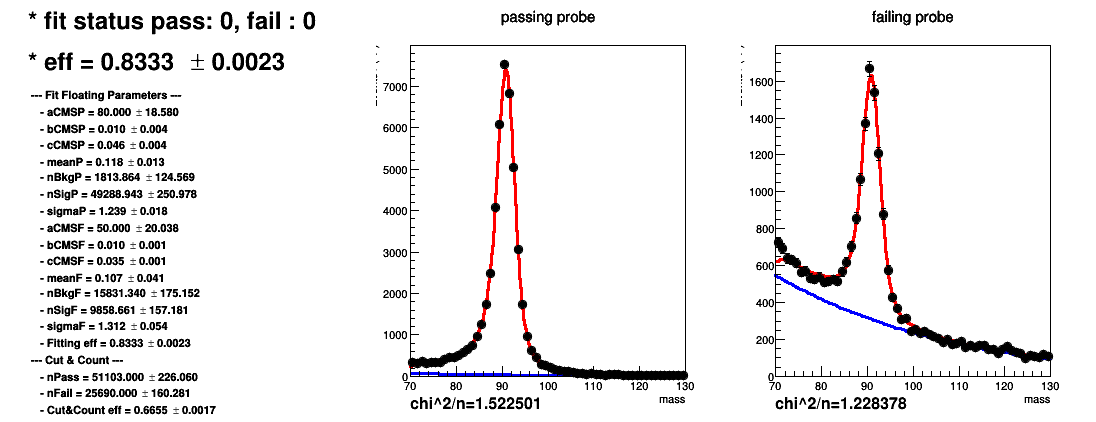 * fit status pass: 0, fail : 0
* eff = 0.8333 ± 0.0023
--- Fit Floating Parameters ---
- aCMSP = 80.000 ± 18.580
- bCMSP = 0.010 ± 0.004
- cCMSP = 0.046 ± 0.004
- meanP = 0.118 ± 0.013
- nBkgP = 1813.864 ± 124.569
- nSigP = 49288.943 ± 250.978
- sigmaP = 1.239 ± 0.018
- aCMSF = 50.000 ± 20.038
- bCMSF = 0.010 ± 0.001
- cCMSF = 0.035 ± 0.001
- meanF = 0.107 ± 0.041
- nBkgF = 15831.340 ± 175.152
- nSigF = 9858.661 ± 157.181
- sigmaF = 1.312 ± 0.054
- Fitting eff = 0.8333 ± 0.0023
--- Cut & Count ---
- nPass = 51103.000 ± 226.060
- nFail = 25690.000 ± 160.281
- Cut&Count eff = 0.6655 ± 0.0017
passing probe
7000
6000
5000
4000
3000
2000
1000
0
70 80 90 100 110 120 130
mass
chi^2/n=1.522501
failing probe
1600
1400
1200
1000
800
600
400
200
0
70 80 90 100 110 120 130
mass
chi^2/n=1.228378